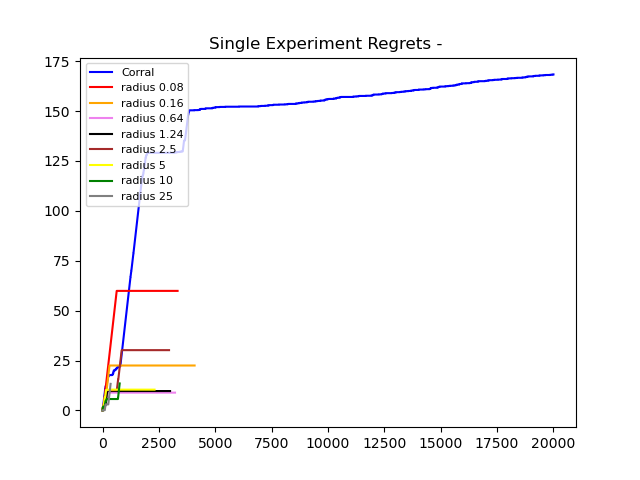 Single Experiment Regrets -
175
150
125
100
75
50
25
0
Corral
radius 0.08
radius 0.16
radius 0.64
radius 1.24
radius 2.5
radius 5
radius 10
radius 25
0 2500 5000 7500 10000 12500 15000 17500 20000